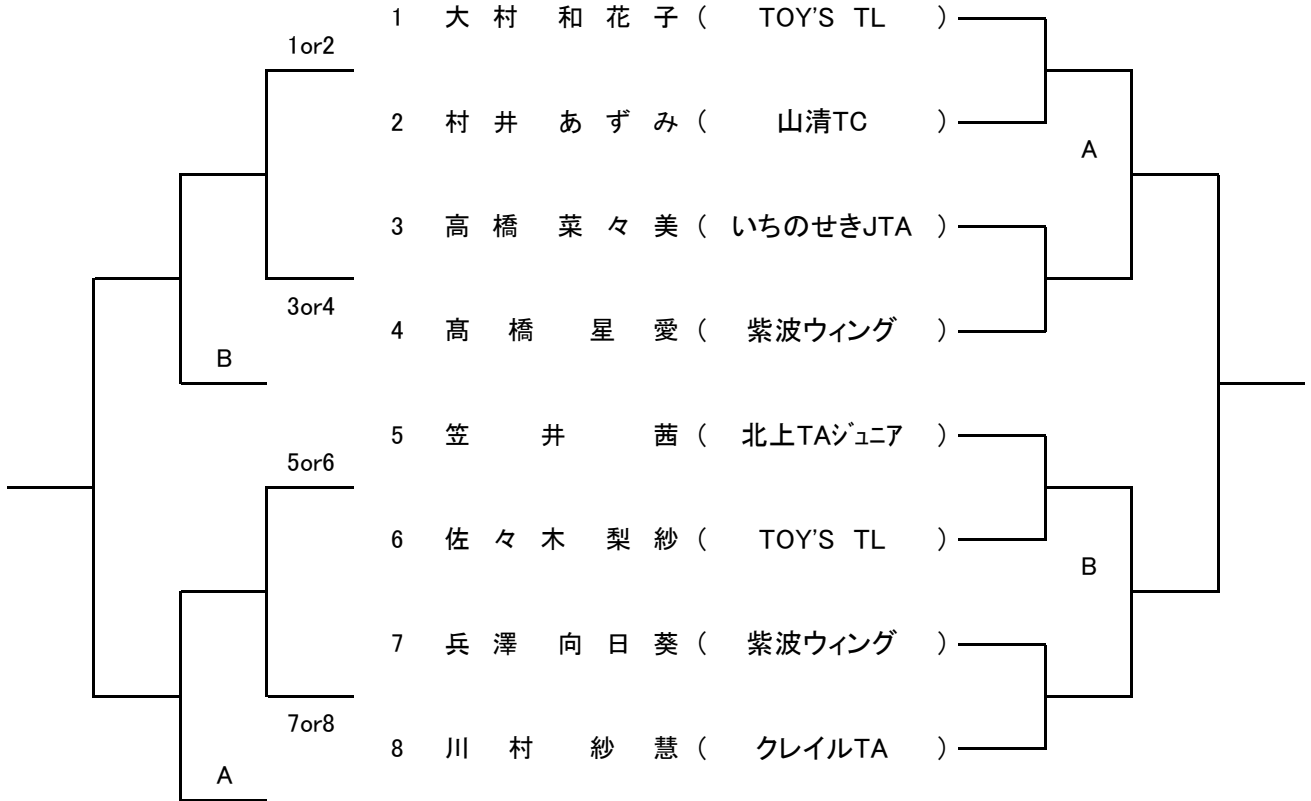 1 大村 和花子 ( TOY'S TL )
1or2
2 村井 あずみ ( 山清TC )
A
3 高橋 菜々美 ( いちのせきJTA )
3or4
4 髙橋 星愛 ( 紫波ウィング )
B
5 笠井 茜 ( 北上TAジュニア )
5or6
6 佐々木 梨紗 ( TOY'S TL )
B
7 兵澤 向日葵 ( 紫波ウィング )
7or8
8 川村 紗慧 ( クレイルTA )
A